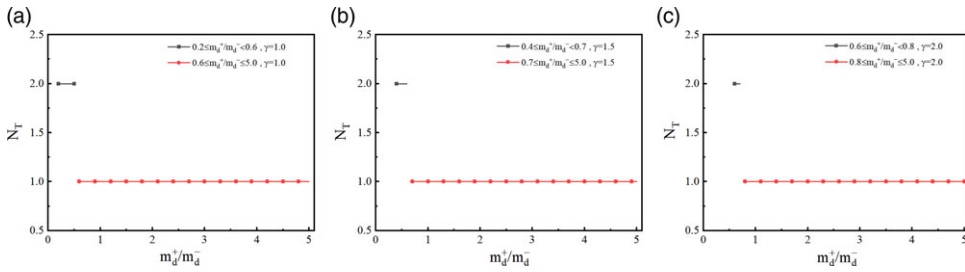 (a)
2.5
2.0
1.5
1.0
0.5
N_T
0.2≤m_d^+/m_d^-<0.6 , γ=1.0
0.6≤m_d^+/m_d^-≤5.0 , γ=1.0
0 1 2 3 4 5
m_d^+/m_d^-
(b)
2.5
2.0
1.5
1.0
0.5
N_T
0.4≤m_d^+/m_d^-<0.7 , γ=1.5
0.7≤m_d^+/m_d^-≤5.0 , γ=1.5
0 1 2 3 4 5
m_d^+/m_d^-
(c)
2.5
2.0
1.5
1.0
0.5
N_T
0.6≤m_d^+/m_d^-<0.8 , γ=2.0
0.8≤m_d^+/m_d^-≤5.0 , γ=2.0
0 1 2 3 4 5
m_d^+/m_d^-